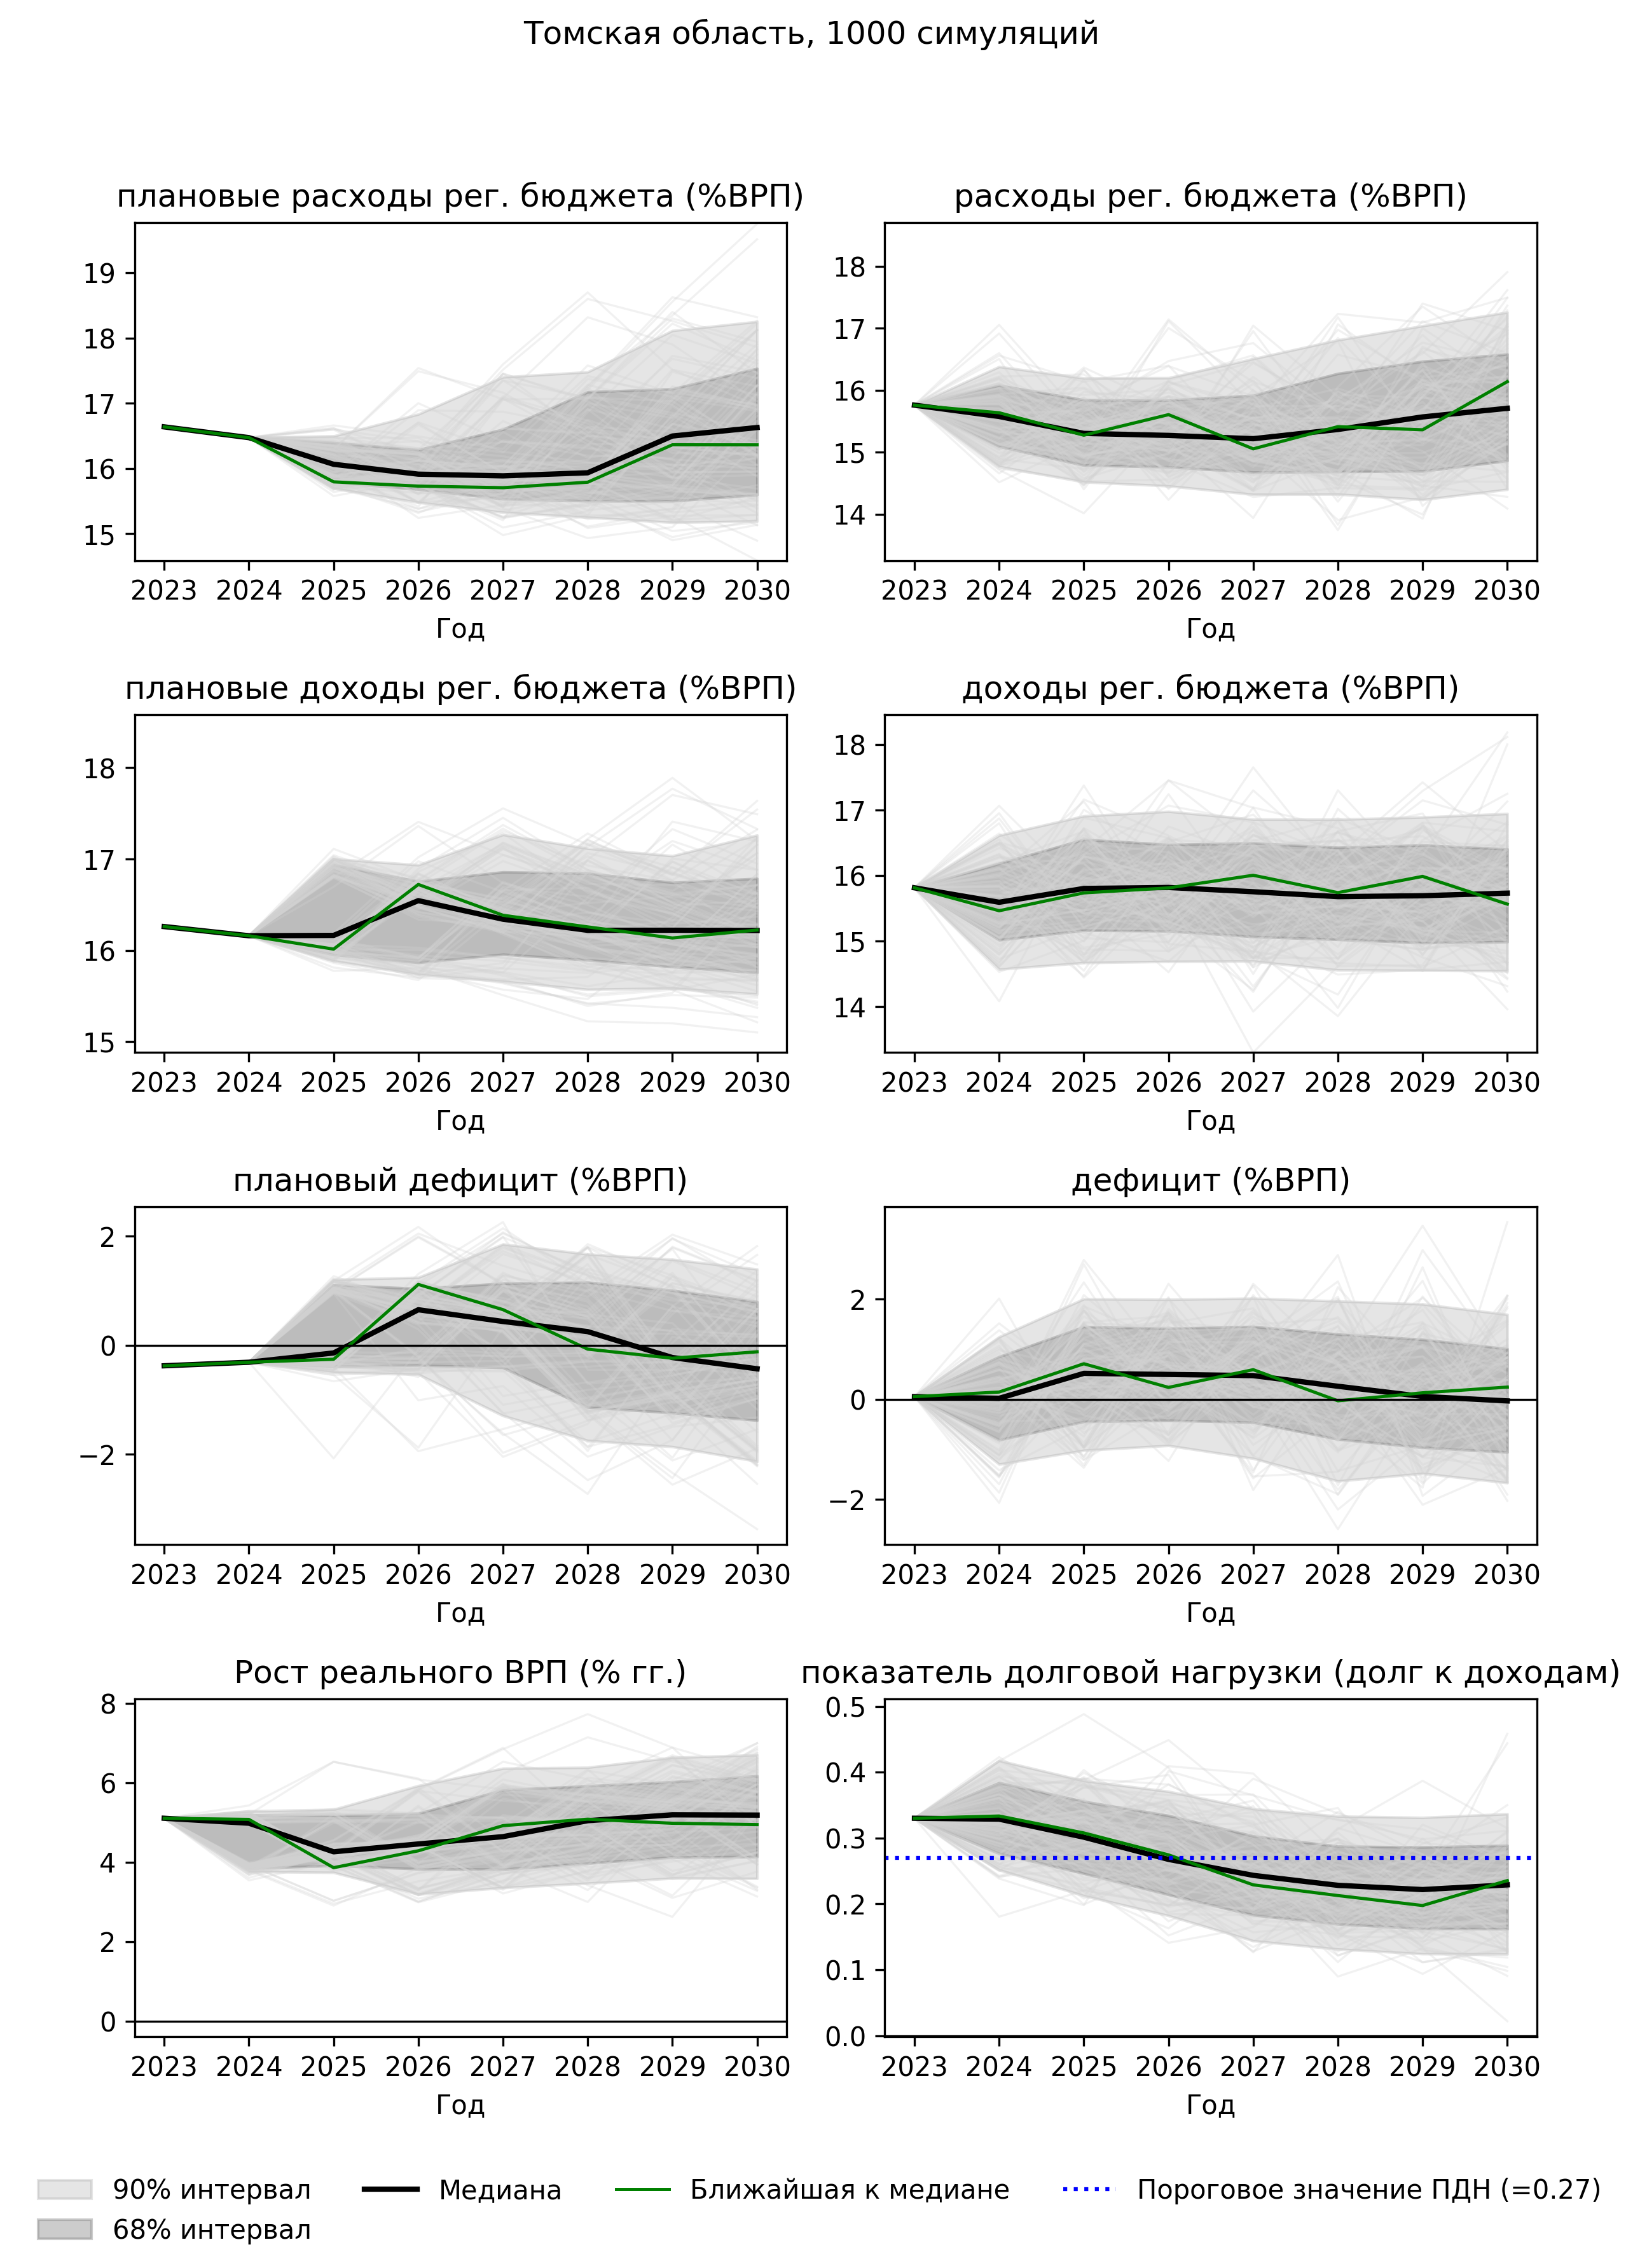 Томская область, 1000 симуляций
плановые расходы рег. бюджета (%ВРП)
19
18
17
16
15
2023 2024 2025 2026 2027 2028 2029 2030
Год
расходы рег. бюджета (%ВРП)
18
17
16
15
14
2023 2024 2025 2026 2027 2028 2029 2030
Год
плановые доходы рег. бюджета (%ВРП)
18
17
16
15
2023 2024 2025 2026 2027 2028 2029 2030
Год
доходы рег. бюджета (%ВРП)
18
17
16
15
14
2023 2024 2025 2026 2027 2028 2029 2030
Год
плановый дефицит (%ВРП)
2
0
−2
2023 2024 2025 2026 2027 2028 2029 2030
Год
дефицит (%ВРП)
2
0
−2
2023 2024 2025 2026 2027 2028 2029 2030
Год
Рост реального ВРП (% гг.)
8
6
4
2
0
2023 2024 2025 2026 2027 2028 2029 2030
Год
показатель долговой нагрузки (долг к доходам)
0.5
0.4
0.3
0.2
0.1
0.0
2023 2024 2025 2026 2027 2028 2029 2030
Год
90% интервал
68% интервал
Медиана
Ближайшая к медиане
Пороговое значение ПДН (=0.27)